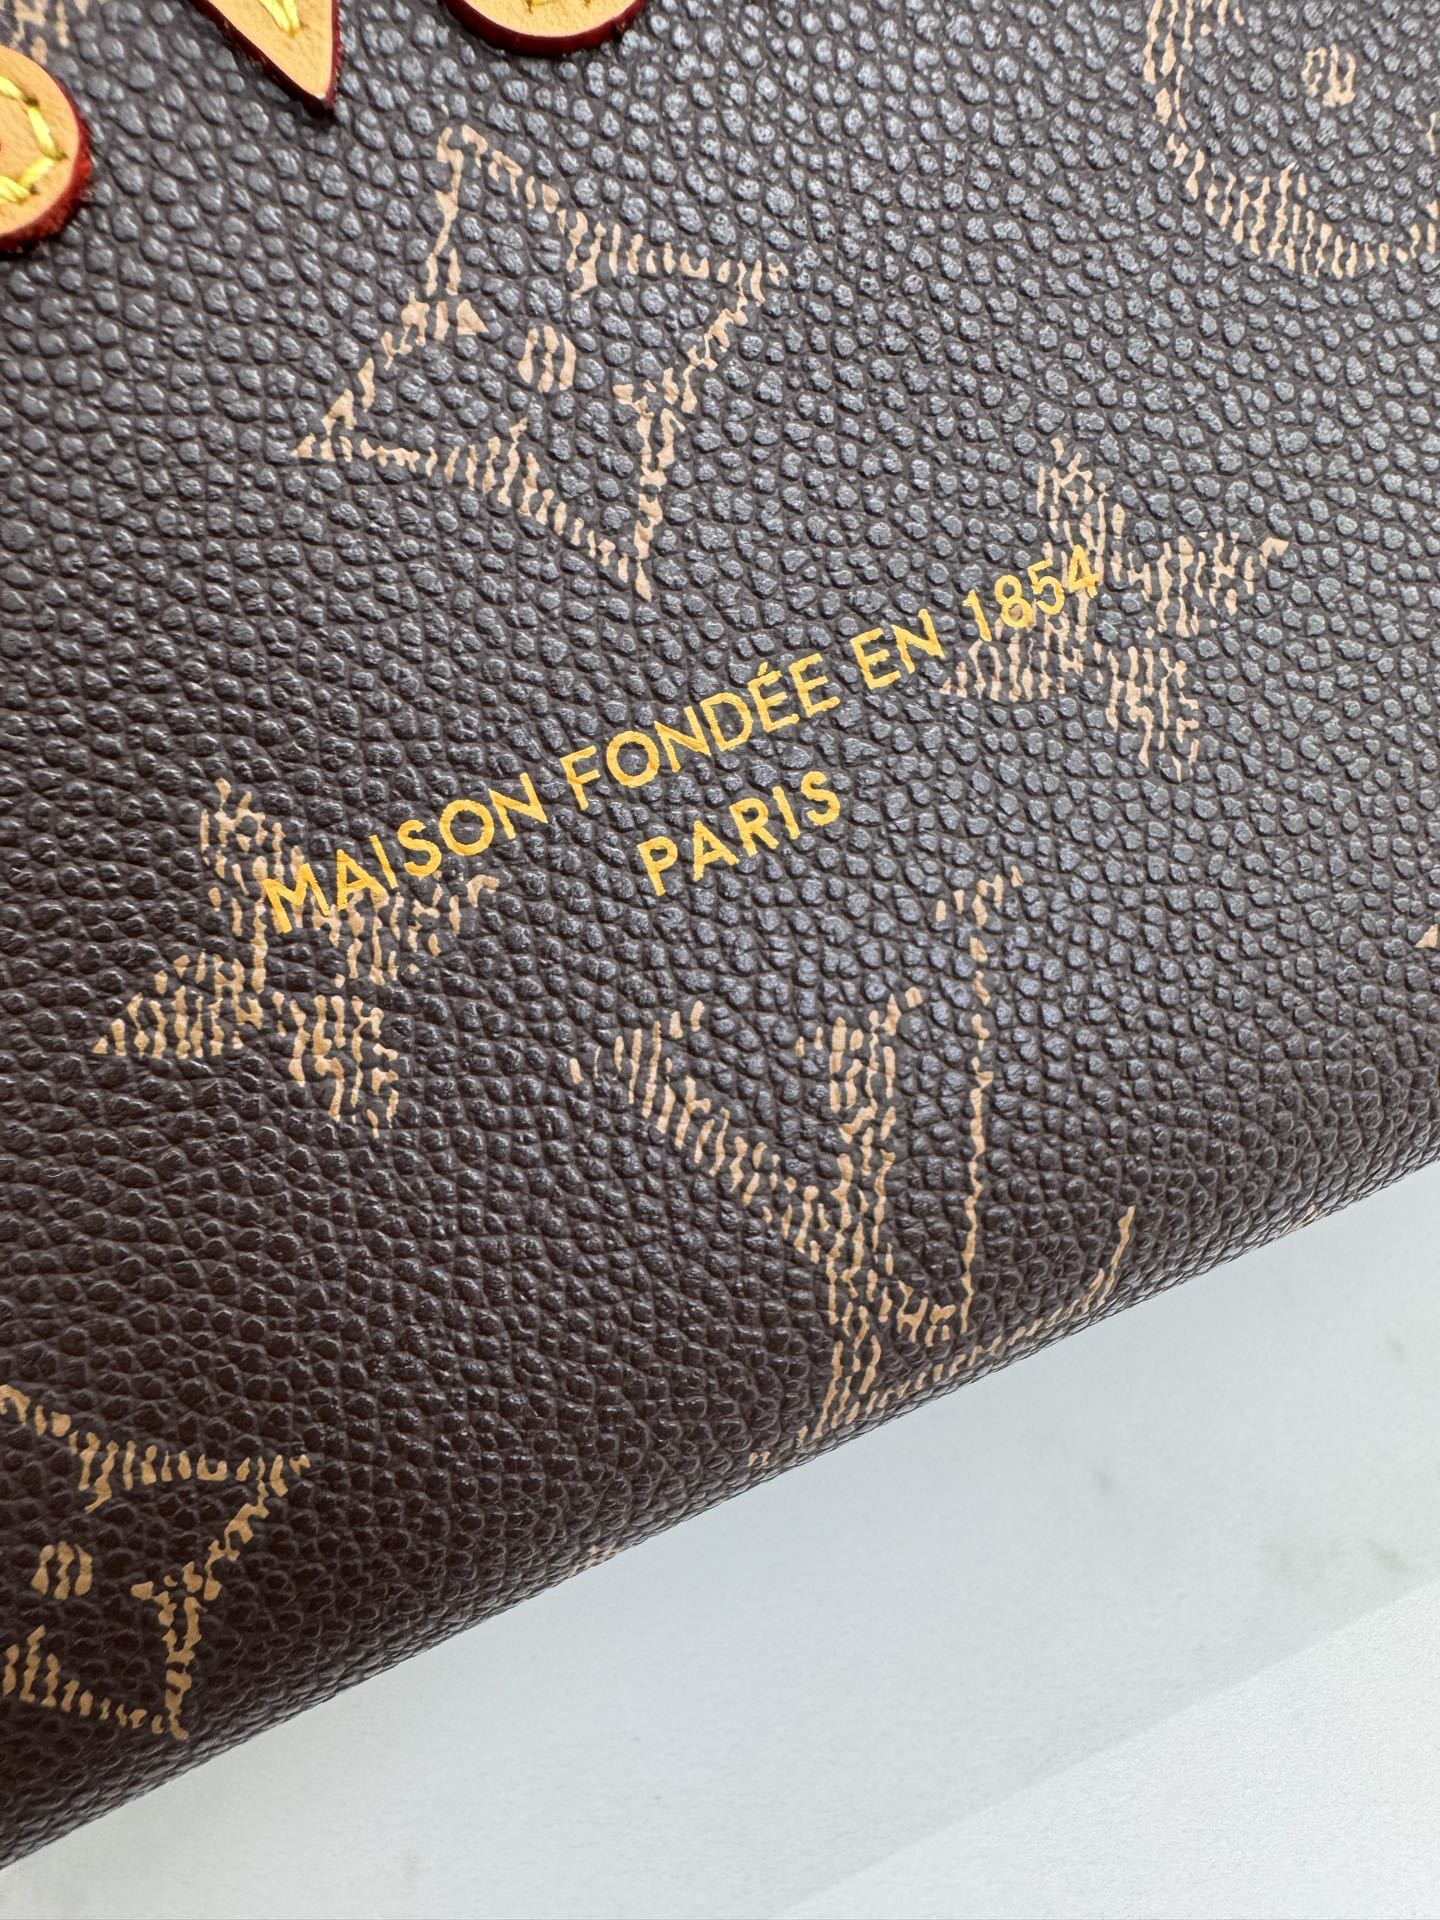 MAISON FONDÉE EN 1854
PARIS